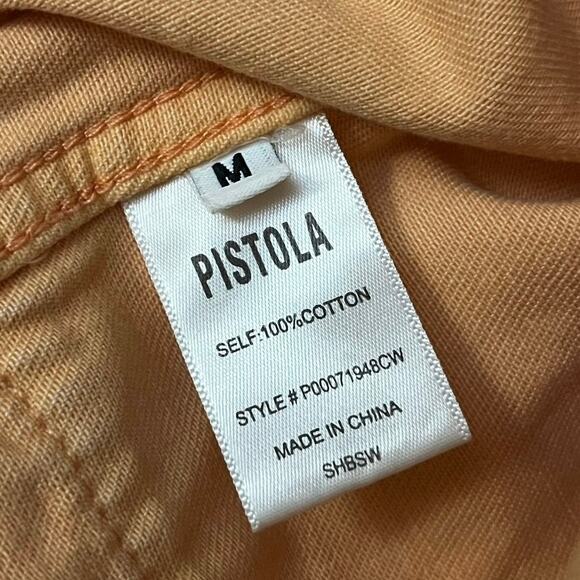 M
PISTOLA
SELF:100%COTTON
STYLE # P00071948CW
MADE IN CHINA
SHBSW